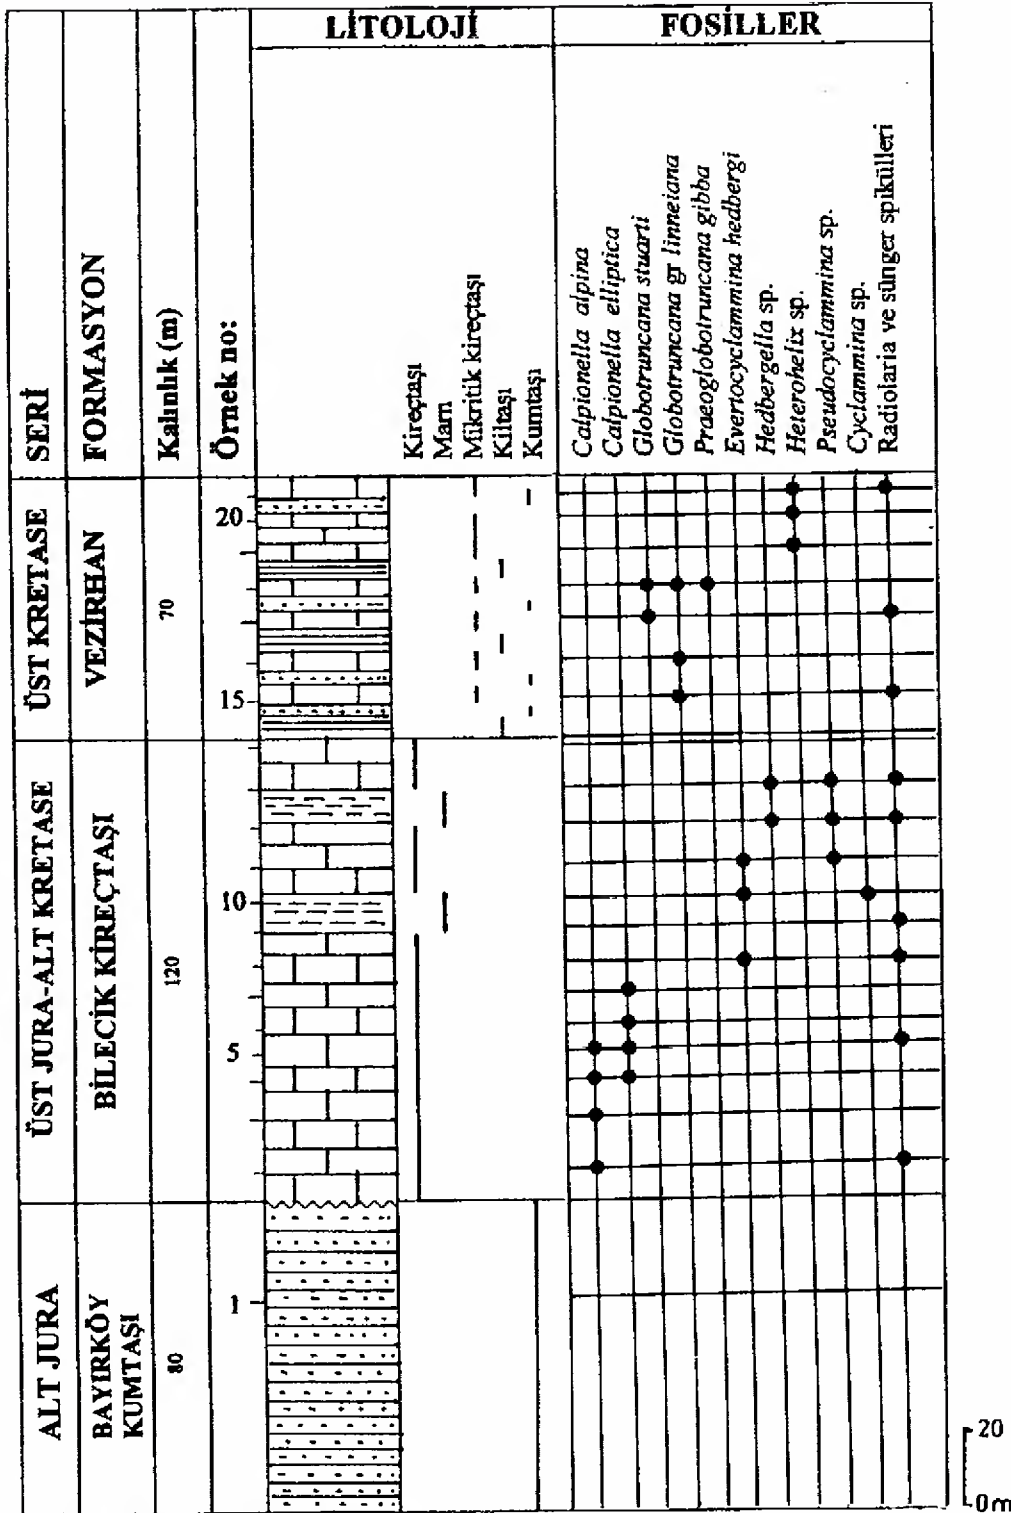 LİTOLOJİ
FOSİLLER
SERİ
FORMASYON
Kalınlık (m)
Örnek no:
Kireçtaşı
Marn
Mikritik kireçtaşı
Kiltaşı
Kumtaşı
Calpionella alpina
Calpionella elliptica
Globotruncana stuarti
Globotruncana gr linneiana
Praeoglobotruncana gibba
Evertocyclammina hedbergi
Hedbergella sp.
Heterohelix sp.
Pseudocyclammina sp.
Cyclammina sp.
Radiolaria ve sünger spikülleri
ÜST KRETASE
VEZİRHAN
70
20
15
ÜST JURA-ALT KRETASE
BİLECİK KİREÇTAŞI
120
10
5
ALT JURA
BAYIRKÖY
KUMTAŞI
80
1
20
0m